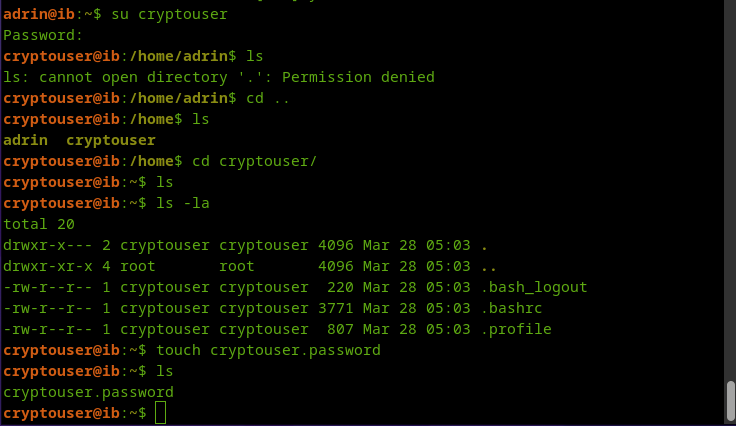 adrin@ib:~$ su cryptouser
Password:
cryptouser@ib:/home/adrin$ ls
ls: cannot open directory '.': Permission denied
cryptouser@ib:/home/adrin$ cd ..
cryptouser@ib:/home$ ls
adrin  cryptouser
cryptouser@ib:/home$ cd cryptouser/
cryptouser@ib:~$ ls
cryptouser@ib:~$ ls -la
total 20
drwxr-x--- 2 cryptouser cryptouser 4096 Mar 28 05:03 .
drwxr-xr-x 4 root       root       4096 Mar 28 05:03 ..
-rw-r--r-- 1 cryptouser cryptouser  220 Mar 28 05:03 .bash_logout
-rw-r--r-- 1 cryptouser cryptouser 3771 Mar 28 05:03 .bashrc
-rw-r--r-- 1 cryptouser cryptouser  807 Mar 28 05:03 .profile
cryptouser@ib:~$ touch cryptouser.password
cryptouser@ib:~$ ls
cryptouser.password
cryptouser@ib:~$